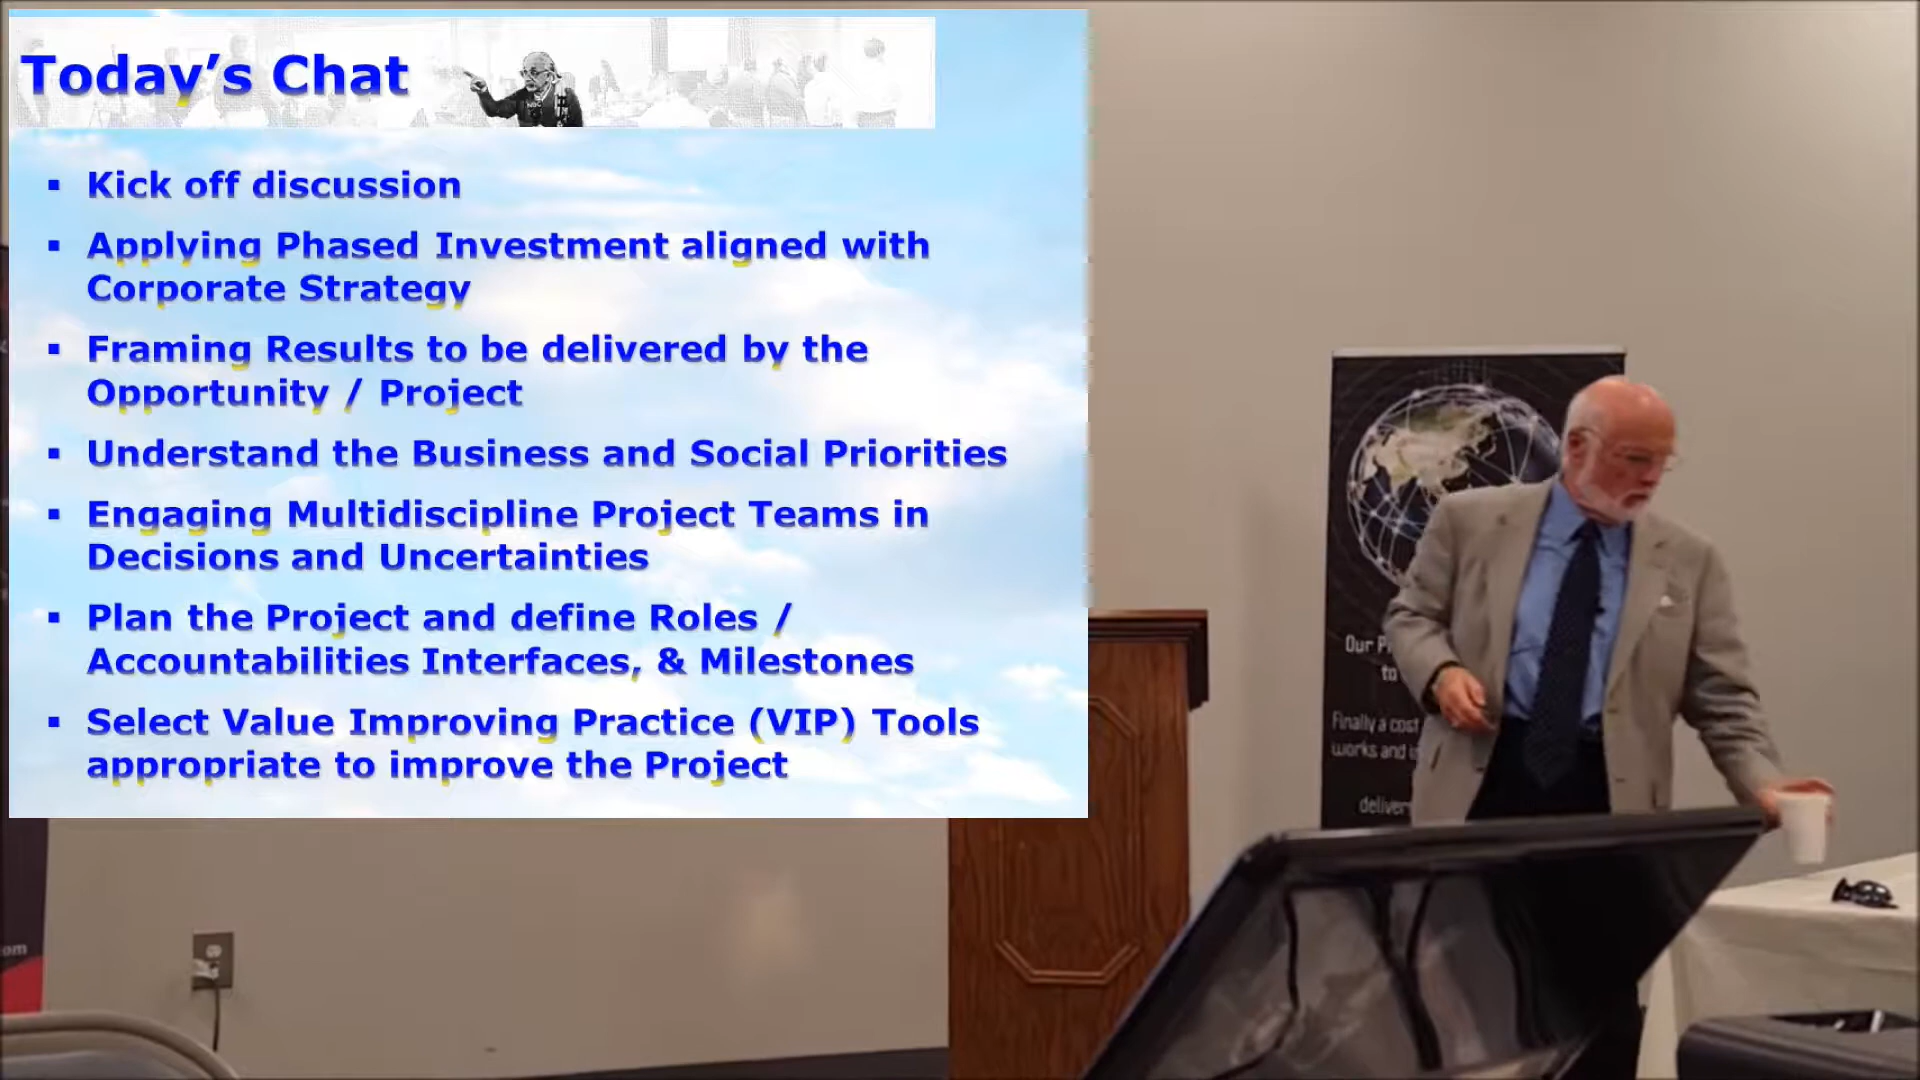 Today's Chat
▪ Kick off discussion
▪ Applying Phased Investment aligned with
Corporate Strategy
▪ Framing Results to be delivered by the
Opportunity / Project
▪ Understand the Business and Social Priorities
▪ Engaging Multidiscipline Project Teams in
Decisions and Uncertainties
▪ Plan the Project and define Roles /
Accountabilities Interfaces, & Milestones
▪ Select Value Improving Practice (VIP) Tools
appropriate to improve the Project
Our
to
Finally a cost
works and